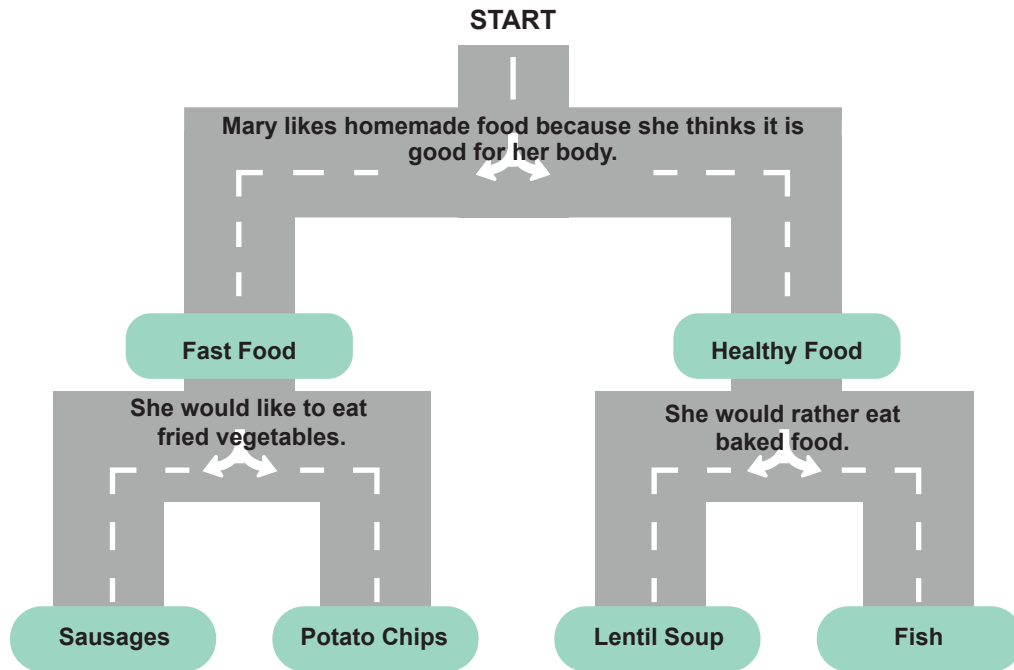 START
Mary likes homemade food because she thinks it is
good for her body.
Fast Food
Healthy Food
She would like to eat
fried vegetables.
She would rather eat
baked food.
Sausages
Potato Chips
Lentil Soup
Fish